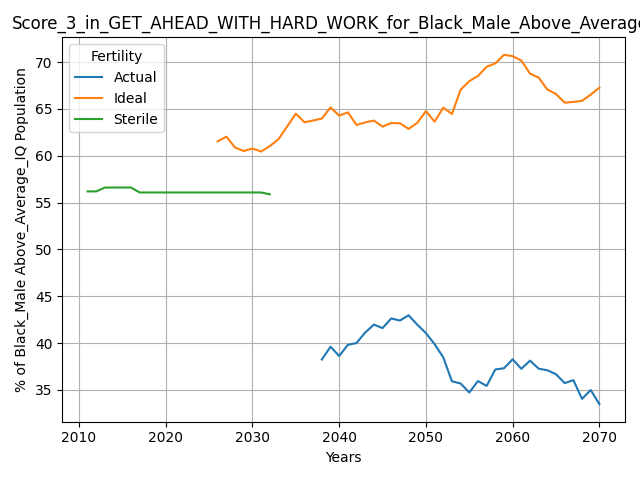 Score_3_in_GET_AHEAD_WITH_HARD_WORK_for_Black_Male_Above_Average
Fertility
Actual
Ideal
Sterile
% of Black_Male Above_Average_IQ Population
70
65
60
55
50
45
40
35
2010 2020 2030 2040 2050 2060 2070
Years